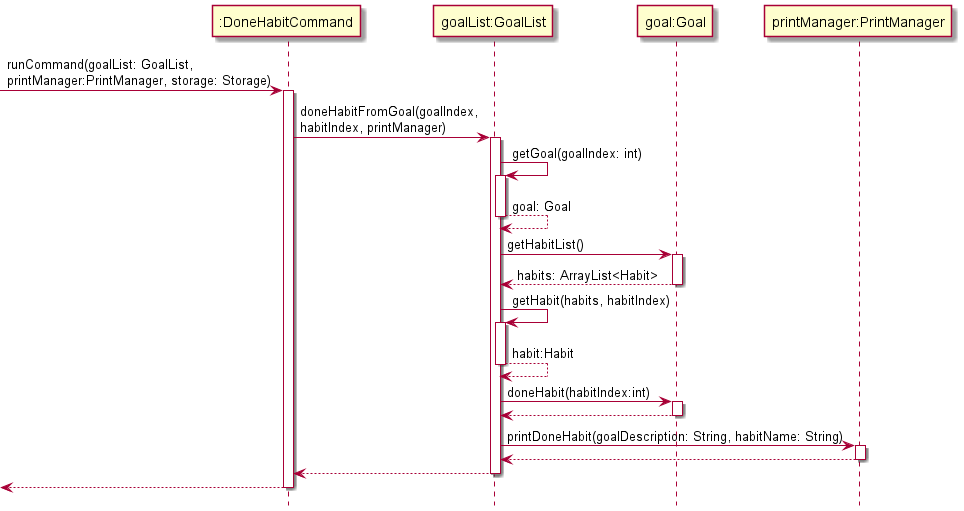 :DoneHabitCommand
goalList:GoalList
goal:Goal
printManager:PrintManager
runCommand(goalList: GoalList,
printManager:PrintManager, storage: Storage)
doneHabitFromGoal(goalIndex,
habitIndex, printManager)
getGoal(goalIndex: int)
goal: Goal
getHabitList()
habits: ArrayList<Habit>
getHabit(habits, habitIndex)
habit:Habit
doneHabit(habitIndex:int)
printDoneHabit(goalDescription: String, habitName: String)